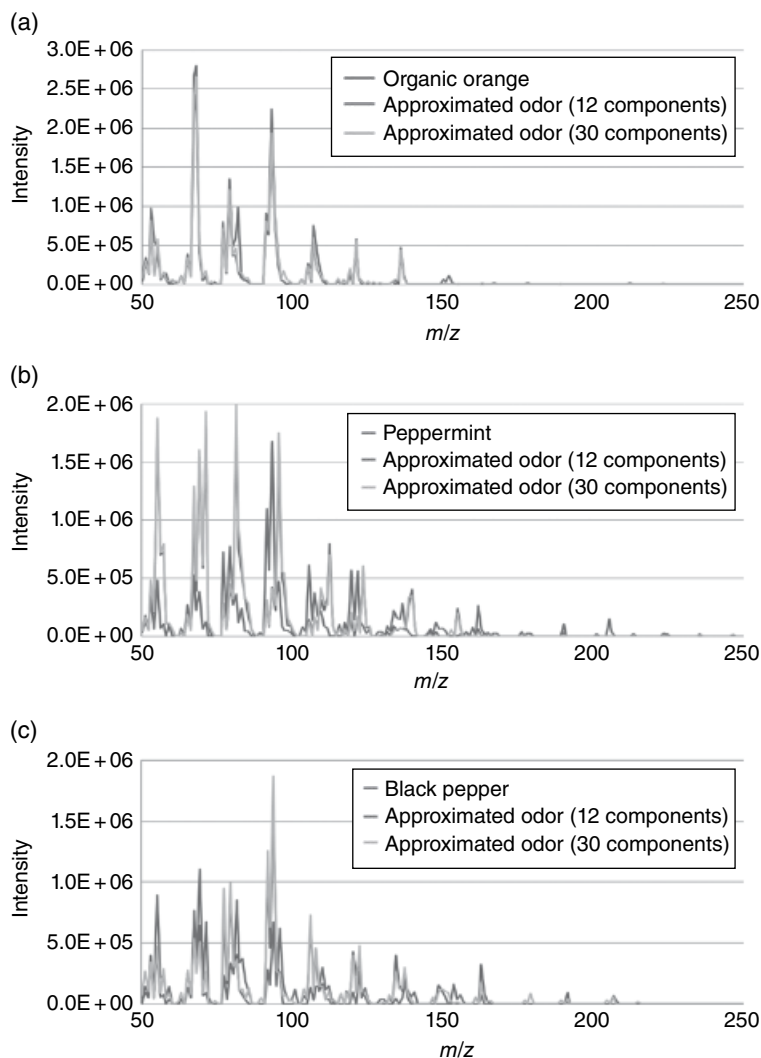 (a)
3.0E + 06
2.5E + 06
2.0E + 06
1.5E + 06
1.0E + 06
5.0E + 05
0.0E + 00
Intensity
Organic orange
Approximated odor (12 components)
Approximated odor (30 components)
50 100 150 200 250
m/z
(b)
2.0E + 06
1.5E + 06
1.0E + 06
5.0E + 05
0.0E + 00
Intensity
Peppermint
Approximated odor (12 components)
Approximated odor (30 components)
50 100 150 200 250
m/z
(c)
2.0E + 06
1.5E + 06
1.0E + 06
5.0E + 05
0.0E + 00
Intensity
Black pepper
Approximated odor (12 components)
Approximated odor (30 components)
50 100 150 200 250
m/z